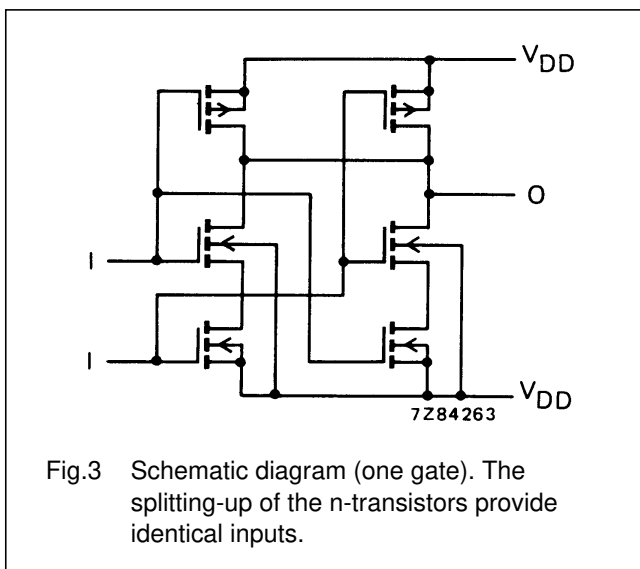 VDD
O
I
I
VDD
7Z84263
Fig.3 Schematic diagram (one gate). The
splitting-up of the n-transistors provide
identical inputs.